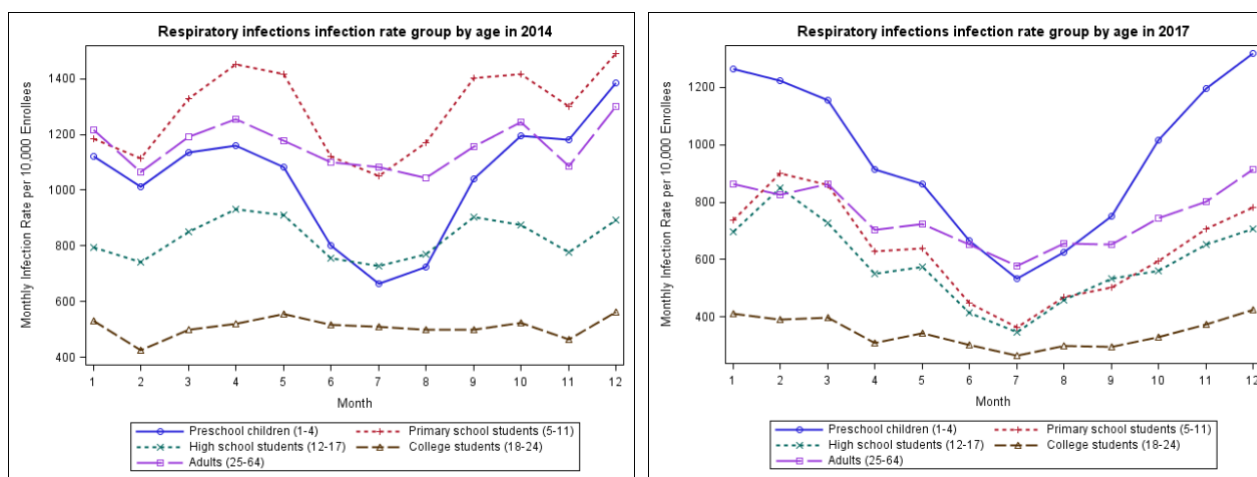 Respiratory infections infection rate group by age in 2014
Monthly Infection Rate per 10,000 Enrollees
1400
1200
1000
800
600
400
1 2 3 4 5 6 7 8 9 10 11 12
Month
Preschool children (1-4) Primary school students (5-11)
High school students (12-17) College students (18-24)
Adults (25-64)
Respiratory infections infection rate group by age in 2017
Monthly Infection Rate per 10,000 Enrollees
1200
1000
800
600
400
1 2 3 4 5 6 7 8 9 10 11 12
Month
Preschool children (1-4) Primary school students (5-11)
High school students (12-17) College students (18-24)
Adults (25-64)